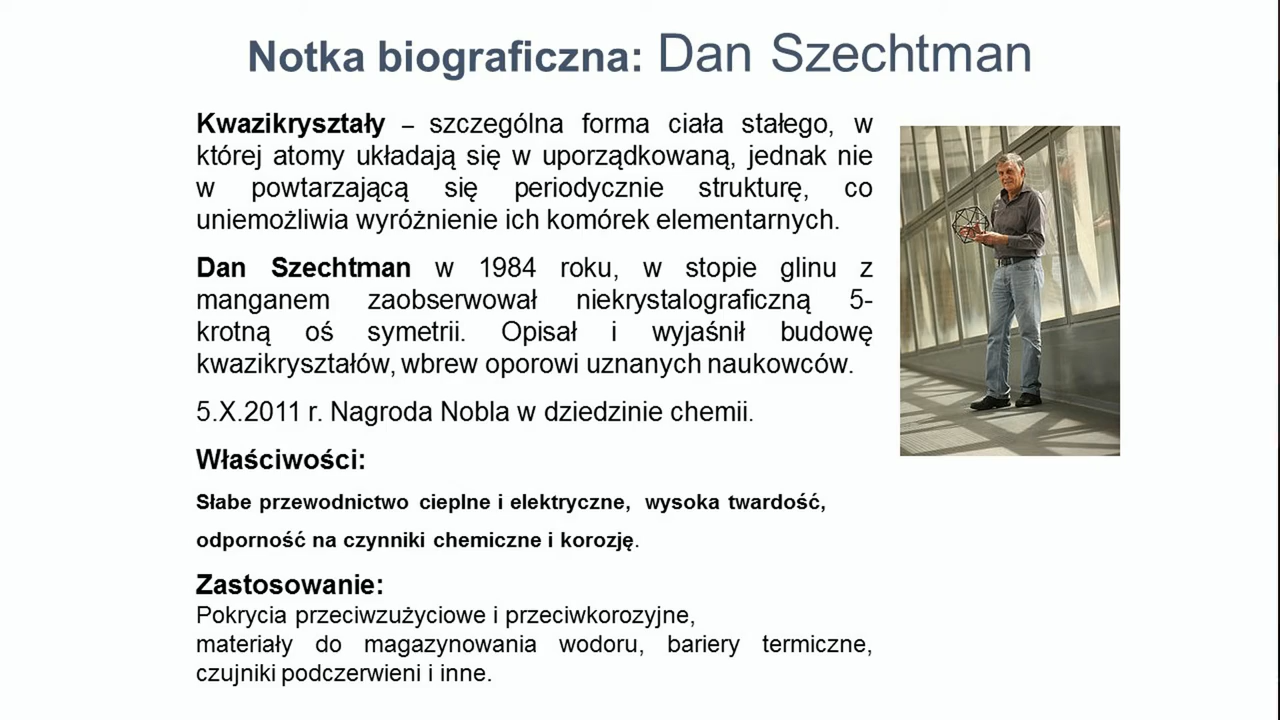 Notka biograficzna: Dan Szechtman
Kwazikryształy – szczególna forma ciała stałego, w
której atomy układają się w uporządkowaną, jednak nie
w powtarzającą się periodycznie strukturę, co
uniemożliwia wyróżnienie ich komórek elementarnych.
Dan Szechtman w 1984 roku, w stopie glinu z
manganem zaobserwował niekrystalograficzną 5-
krotną oś symetrii. Opisał i wyjaśnił budowę
kwazikryształów, wbrew oporowi uznanych naukowców.
5.X.2011 r. Nagroda Nobla w dziedzinie chemii.
Właściwości:
Słabe przewodnictwo cieplne i elektryczne, wysoka twardość,
odporność na czynniki chemiczne i korozję.
Zastosowanie:
Pokrycia przeciwzużyciowe i przeciwkorozyjne,
materiały do magazynowania wodoru, bariery termiczne,
czujniki podczerwieni i inne.